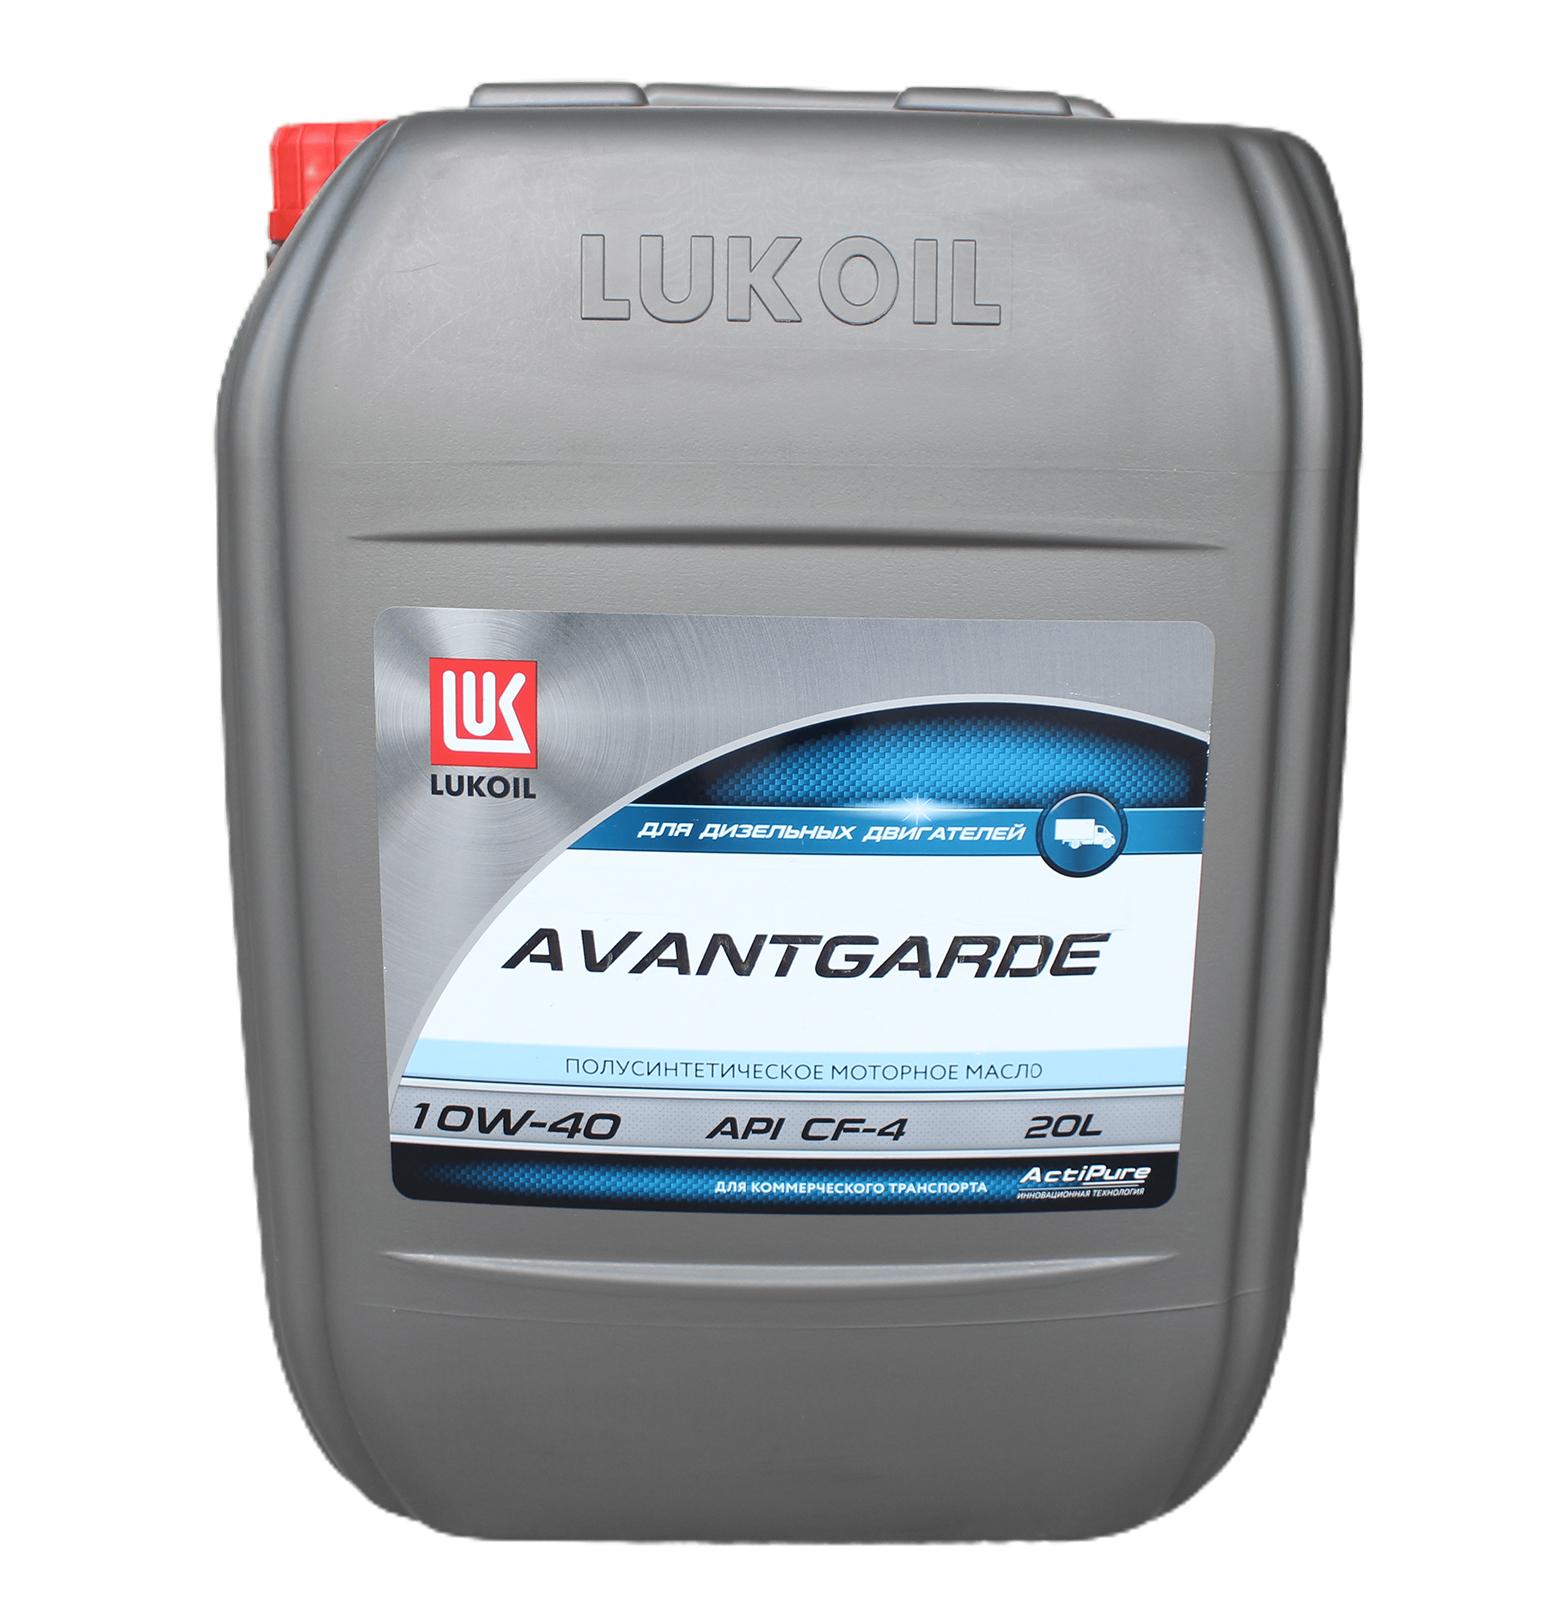 LUKOIL
LUK
LUKOIL
ДЛЯ ДИЗЕЛЬНЫХ ДВИГАТЕЛЕЙ
AVANTGARDE
ПОЛУСИНТЕТИЧЕСКОЕ МОТОРНОЕ МАСЛО
10W-40 API CF-4 20L
ActiPure
ДЛЯ КОММЕРЧЕСКОГО ТРАНСПОРТА
ИННОВАЦИОННАЯ ТЕХНОЛОГИЯ